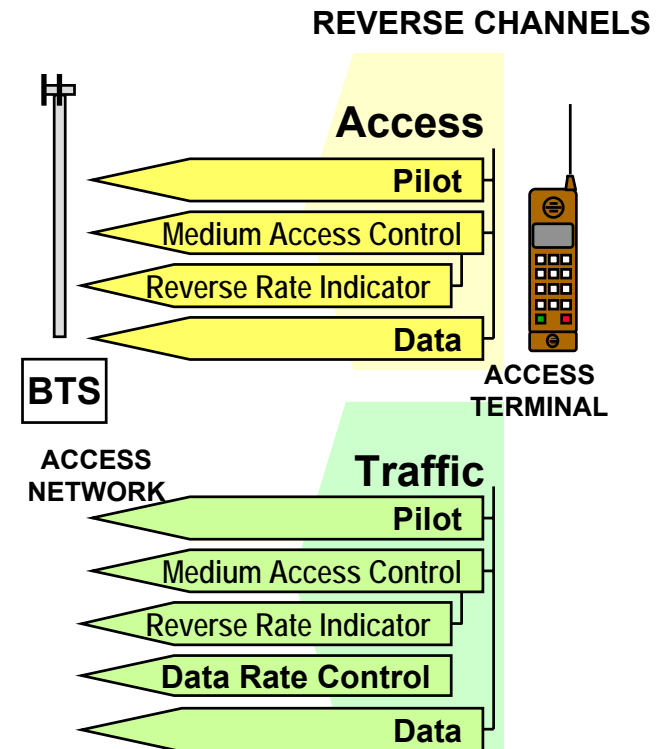 REVERSE CHANNELS
Access
Pilot
Medium Access Control
Reverse Rate Indicator
Data
BTS
ACCESS
TERMINAL
ACCESS
NETWORK
Traffic
Pilot
Medium Access Control
Reverse Rate Indicator
Data Rate Control
Data